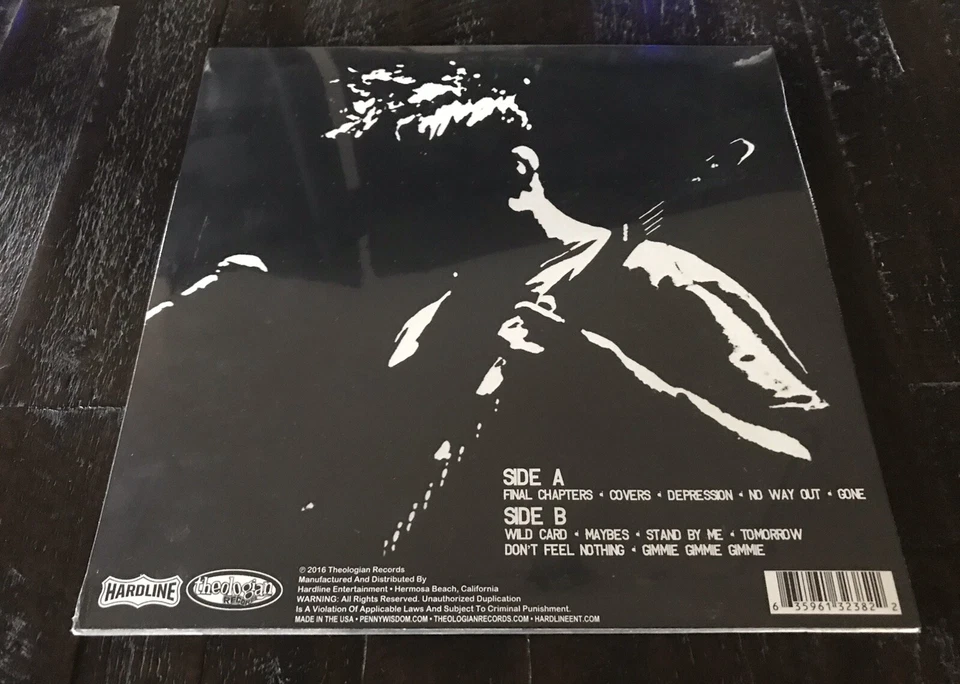 SIDE A
FINAL CHAPTERS • COVERS • DEPRESSION • NO WAY OUT • GONE
SIDE B
WILD CARD • MAYBES • STAND BY ME • TOMORROW
DON'T FEEL NOTHING • GIMMIE GIMMIE GIMMIE
HARDLINE
theologian
RECORDS
℗ 2016 Theologian Records
Manufactured And Distributed By
Hardline Entertainment • Hermosa Beach, California
WARNING: All Rights Reserved. Unauthorized Duplication
Is A Violation Of Applicable Laws And Subject To Criminal Punishment.
MADE IN THE USA • PENNYWISDOM.COM • THEOLOGIANRECORDS.COM • HARDLINEENT.COM
6 35961 32382 2